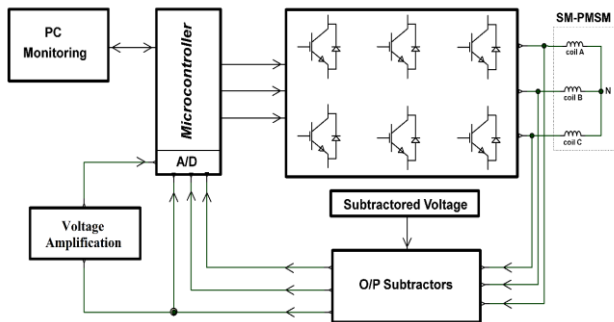 PC
Monitoring
Microcontroller
A/D
SM-PMSM
coil A
coil B
N
coil C
Voltage
Amplification
Subtractored Voltage
O/P Subtractors